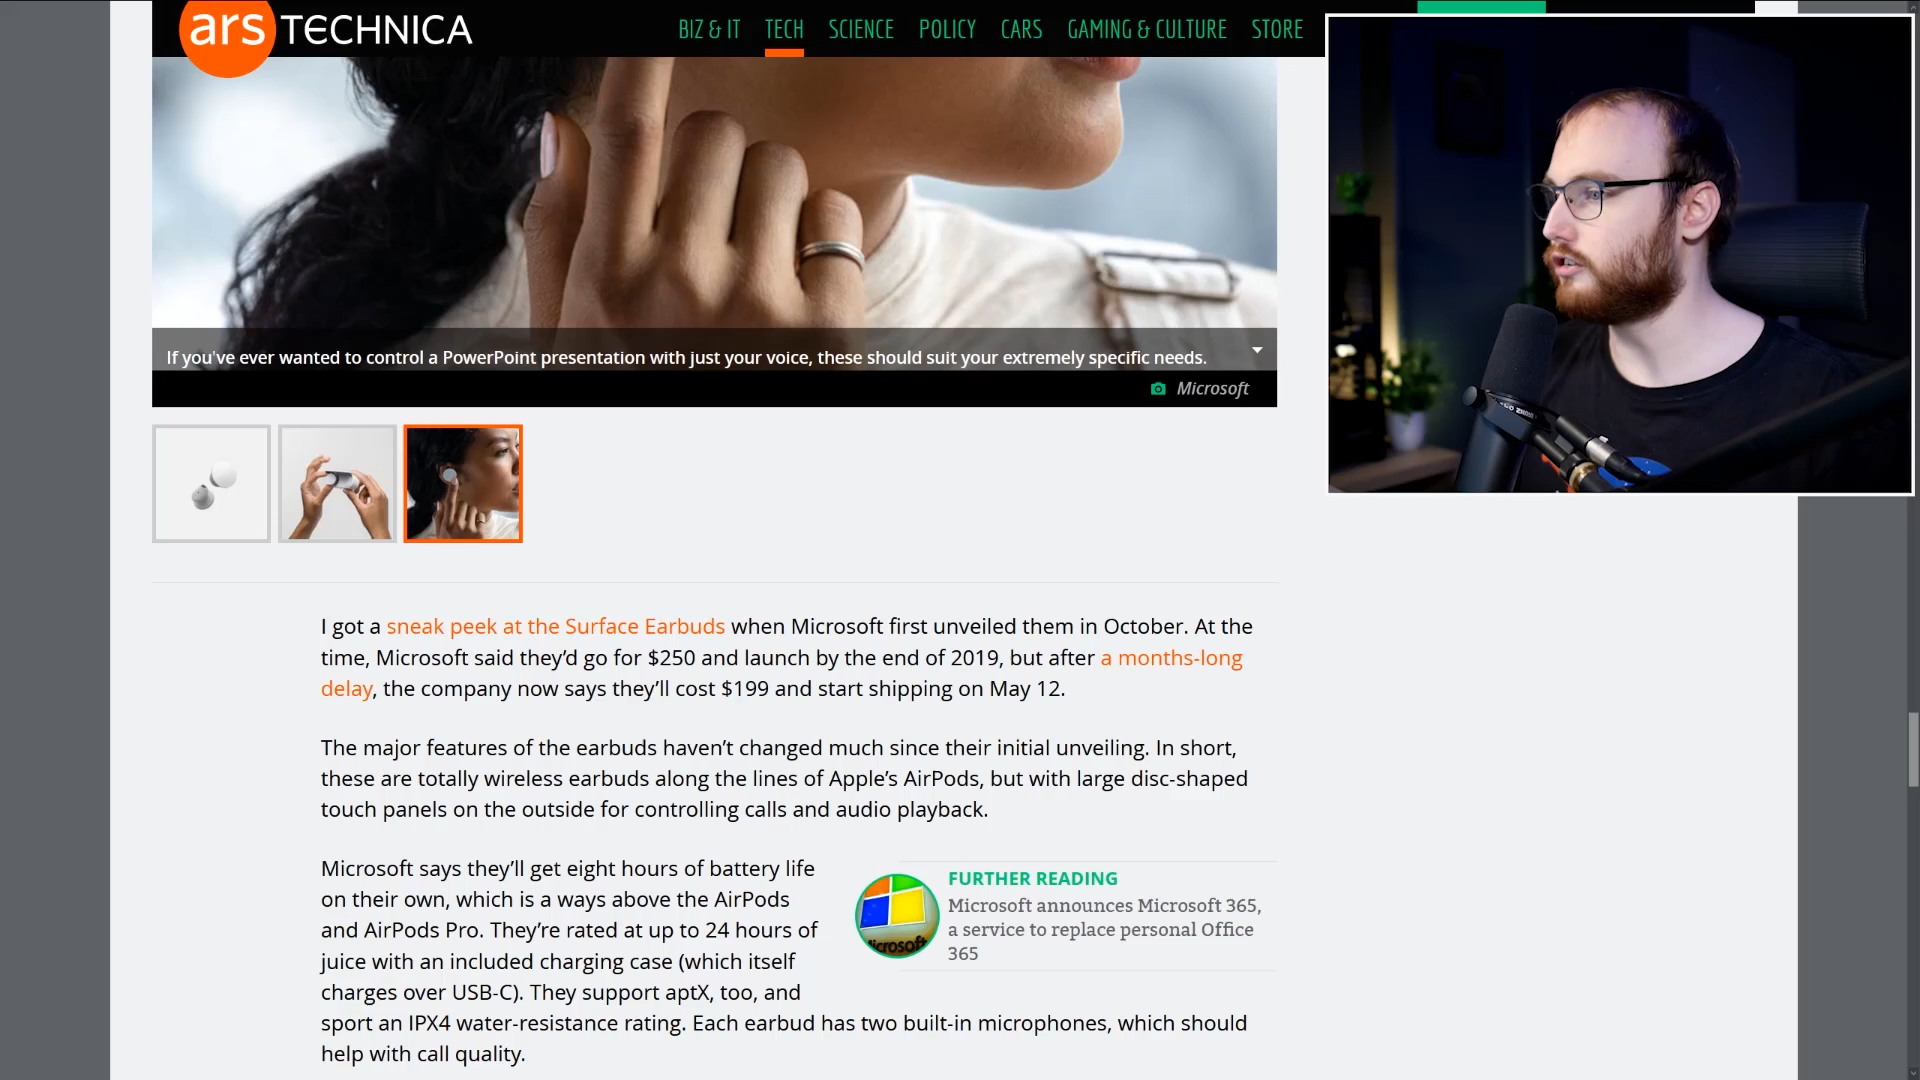 ars TECHNICA
BIZ & IT TECH SCIENCE POLICY CARS GAMING & CULTURE STORE
If you've ever wanted to control a PowerPoint presentation with just your voice, these should suit your extremely specific needs.
Microsoft
I got a sneak peek at the Surface Earbuds when Microsoft first unveiled them in October. At the
time, Microsoft said they’d go for $250 and launch by the end of 2019, but after a months-long
delay, the company now says they’ll cost $199 and start shipping on May 12.
The major features of the earbuds haven’t changed much since their initial unveiling. In short,
these are totally wireless earbuds along the lines of Apple’s AirPods, but with large disc-shaped
touch panels on the outside for controlling calls and audio playback.
Microsoft says they’ll get eight hours of battery life
on their own, which is a ways above the AirPods
and AirPods Pro. They’re rated at up to 24 hours of
juice with an included charging case (which itself
charges over USB-C). They support aptX, too, and
sport an IPX4 water-resistance rating. Each earbud has two built-in microphones, which should
help with call quality.
Microsoft
FURTHER READING
Microsoft announces Microsoft 365,
a service to replace personal Office
365